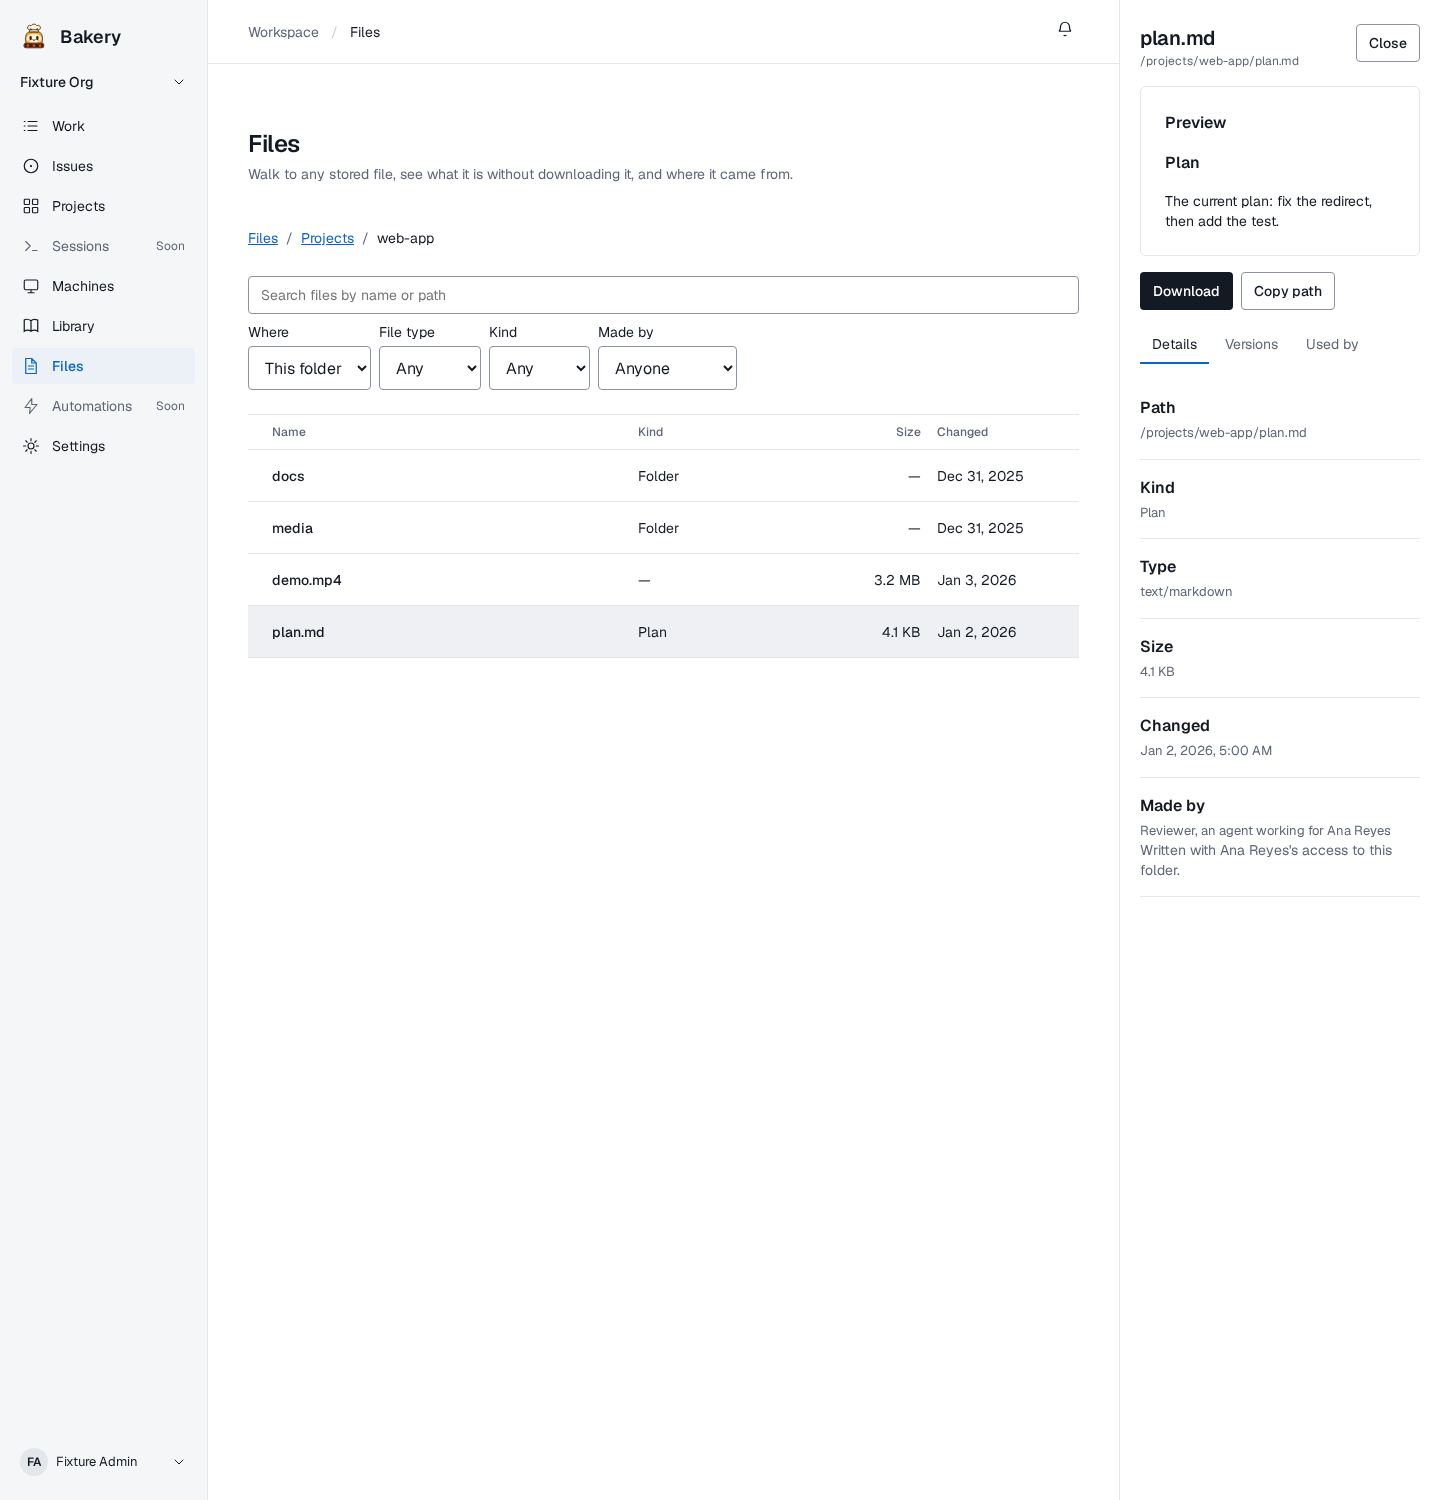 Bakery
Fixture Org
Work
Issues
Projects
Sessions Soon
Machines
Library
Files
Automations Soon
Settings
FA Fixture Admin
Workspace / Files
Files
Walk to any stored file, see what it is without downloading it, and where it came from.
Files / Projects / web-app
Search files by name or path
Where File type Kind Made by
This folder Any Any Anyone
Name Kind Size Changed
docs Folder — Dec 31, 2025
media Folder — Dec 31, 2025
demo.mp4 — 3.2 MB Jan 3, 2026
plan.md Plan 4.1 KB Jan 2, 2026
plan.md
/projects/web-app/plan.md
Close
Preview
Plan
The current plan: fix the redirect,
then add the test.
Download Copy path
Details Versions Used by
Path
/projects/web-app/plan.md
Kind
Plan
Type
text/markdown
Size
4.1 KB
Changed
Jan 2, 2026, 5:00 AM
Made by
Reviewer, an agent working for Ana Reyes
Written with Ana Reyes's access to this
folder.